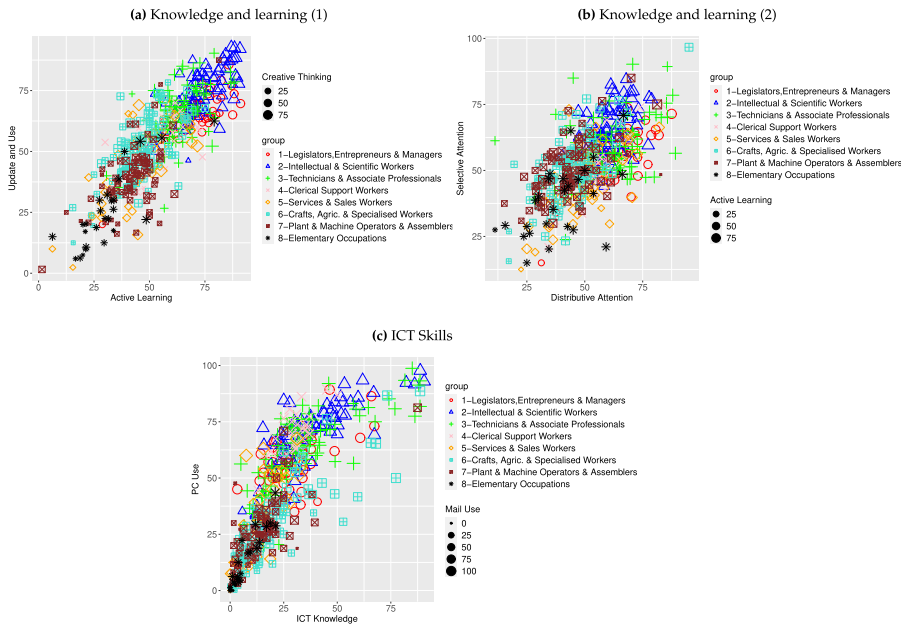 (a) Knowledge and learning (1)
Update and Use
75
50
25
0
0
25
50
75
Active Learning
Creative Thinking
25
50
75
group
1−Legislators,Entrepreneurs & Managers
2−Intellectual & Scientific Workers
3−Technicians & Associate Professionals
4−Clerical Support Workers
5−Services & Sales Workers
6−Crafts, Agric. & Specialised Workers
7−Plant & Machine Operators & Assemblers
8−Elementary Occupations
(b) Knowledge and learning (2)
Selective Attention
100
75
50
25
25
50
75
Distributive Attention
group
1−Legislators,Entrepreneurs & Managers
2−Intellectual & Scientific Workers
3−Technicians & Associate Professionals
4−Clerical Support Workers
5−Services & Sales Workers
6−Crafts, Agric. & Specialised Workers
7−Plant & Machine Operators & Assemblers
8−Elementary Occupations
Active Learning
25
50
75
(c) ICT Skills
PC Use
100
75
50
25
0
0
25
50
75
ICT Knowledge
group
1−Legislators,Entrepreneurs & Managers
2−Intellectual & Scientific Workers
3−Technicians & Associate Professionals
4−Clerical Support Workers
5−Services & Sales Workers
6−Crafts, Agric. & Specialised Workers
7−Plant & Machine Operators & Assemblers
8−Elementary Occupations
Mail Use
0
25
50
75
100